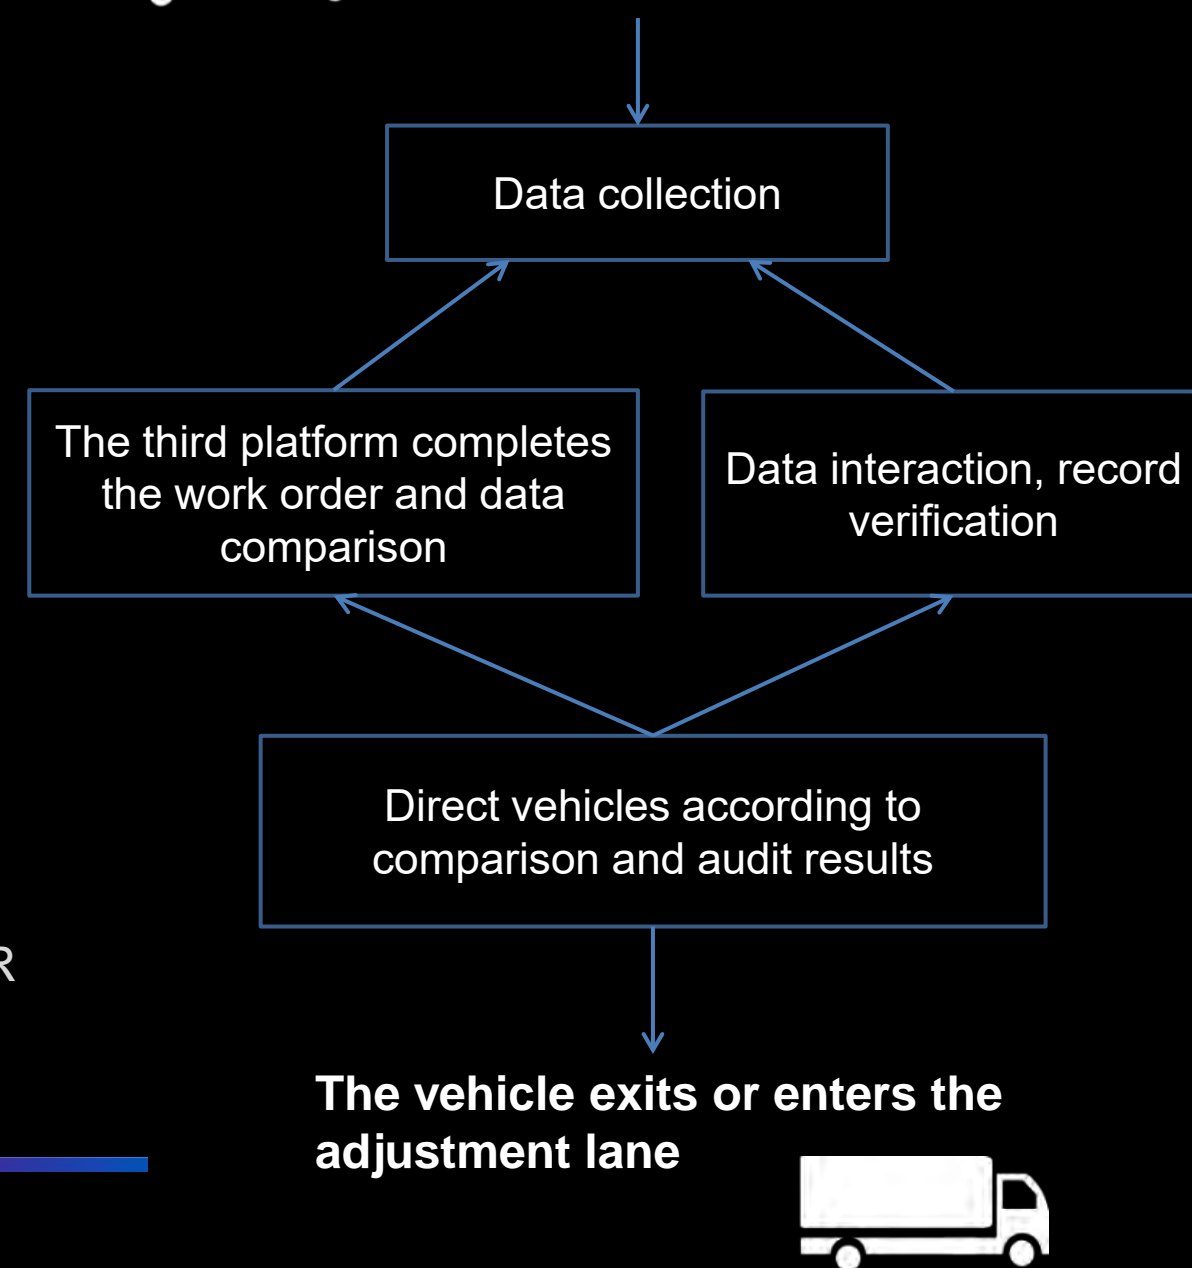 Data collection
The third platform completes
the work order and data
comparison
Data interaction, record
verification
Direct vehicles according to
comparison and audit results
R
The vehicle exits or enters the
adjustment lane